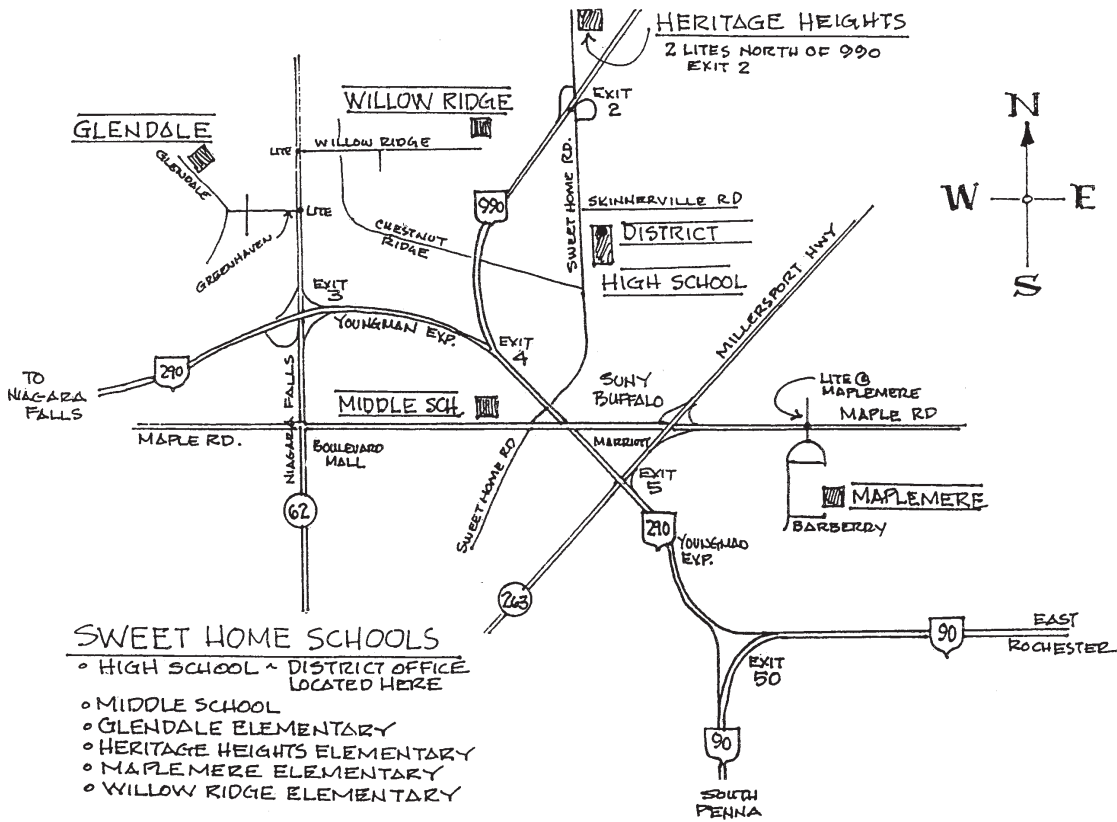 HERITAGE HEIGHTS
2 LITES NORTH OF 990
EXIT 2
WILLOW RIDGE
GLENDALE
EXIT
2
N
W
E
S
LITE
WILLOW RIDGE
GLENDALE
SWEET HOME RD.
990
SKINNERVILLE RD
LITE
DISTRICT
CHESTNUT
RIDGE
GREENHAVEN
HIGH SCHOOL
MILLERSPORT HWY
EXIT
3
YOUNGMAN EXP.
EXIT
4
290
TO
NIAGARA
FALLS
NIAGARA FALLS
SUNY
BUFFALO
LITE @
MAPLEMERE
MIDDLE SCH.
MAPLE RD
MAPLE RD.
BOULEVARD
MALL
MARRIOTT
SWEET HOME RD
EXIT
5
MAPLEMERE
62
290
BARBERRY
YOUNGMAN
EXP.
263
SWEET HOME SCHOOLS
° HIGH SCHOOL ~ DISTRICT OFFICE
LOCATED HERE
° MIDDLE SCHOOL
° GLENDALE ELEMENTARY
° HERITAGE HEIGHTS ELEMENTARY
° MAPLEMERE ELEMENTARY
° WILLOW RIDGE ELEMENTARY
EAST
90
ROCHESTER
EXIT
50
90
SOUTH
PENNA